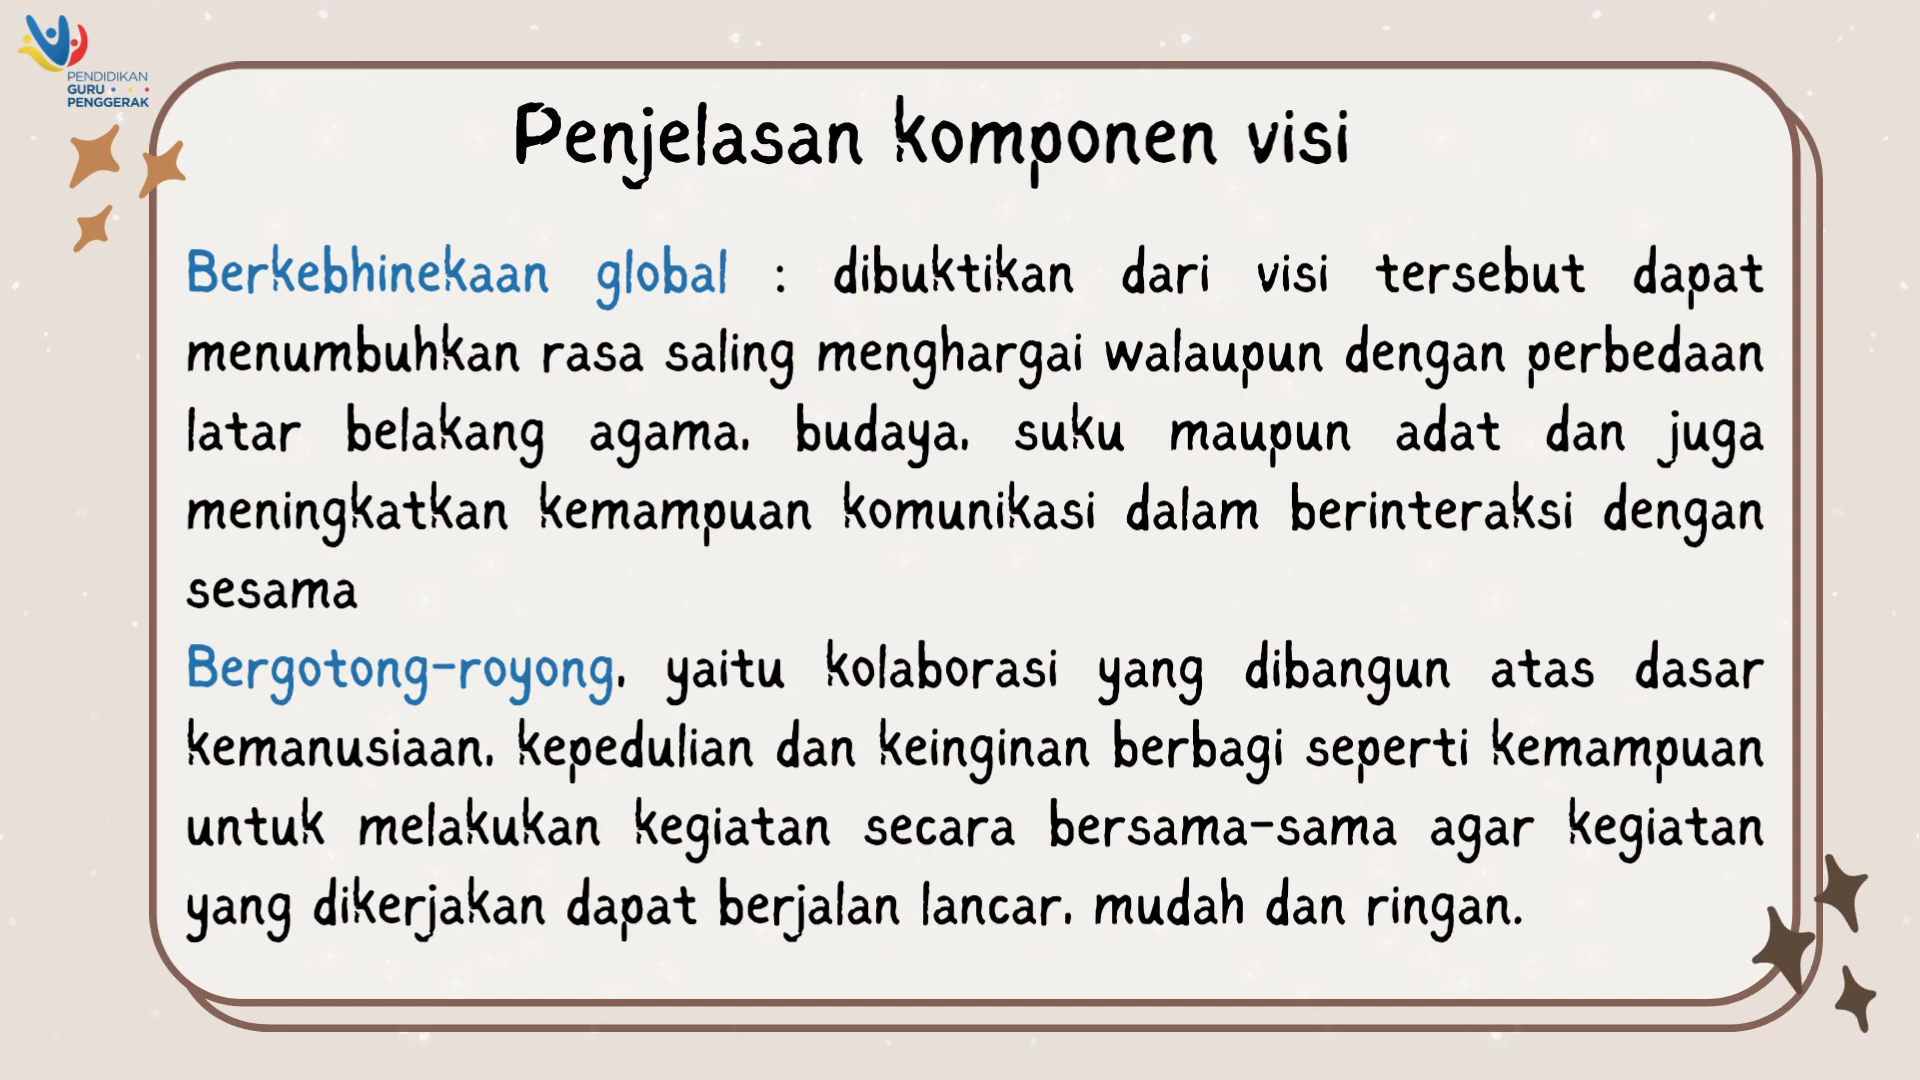 PENDIDIKAN
GURU
PENGGERAK
Penjelasan komponen visi
Berkebhinekaan global : dibuktikan dari visi tersebut dapat
menumbuhkan rasa saling menghargai walaupun dengan perbedaan
latar belakang agama, budaya, suku maupun adat dan juga
meningkatkan kemampuan komunikasi dalam berinteraksi dengan
sesama
Bergotong-royong, yaitu kolaborasi yang dibangun atas dasar
kemanusiaan, kepedulian dan keinginan berbagi seperti kemampuan
untuk melakukan kegiatan secara bersama-sama agar kegiatan
yang dikerjakan dapat berjalan lancar, mudah dan ringan.